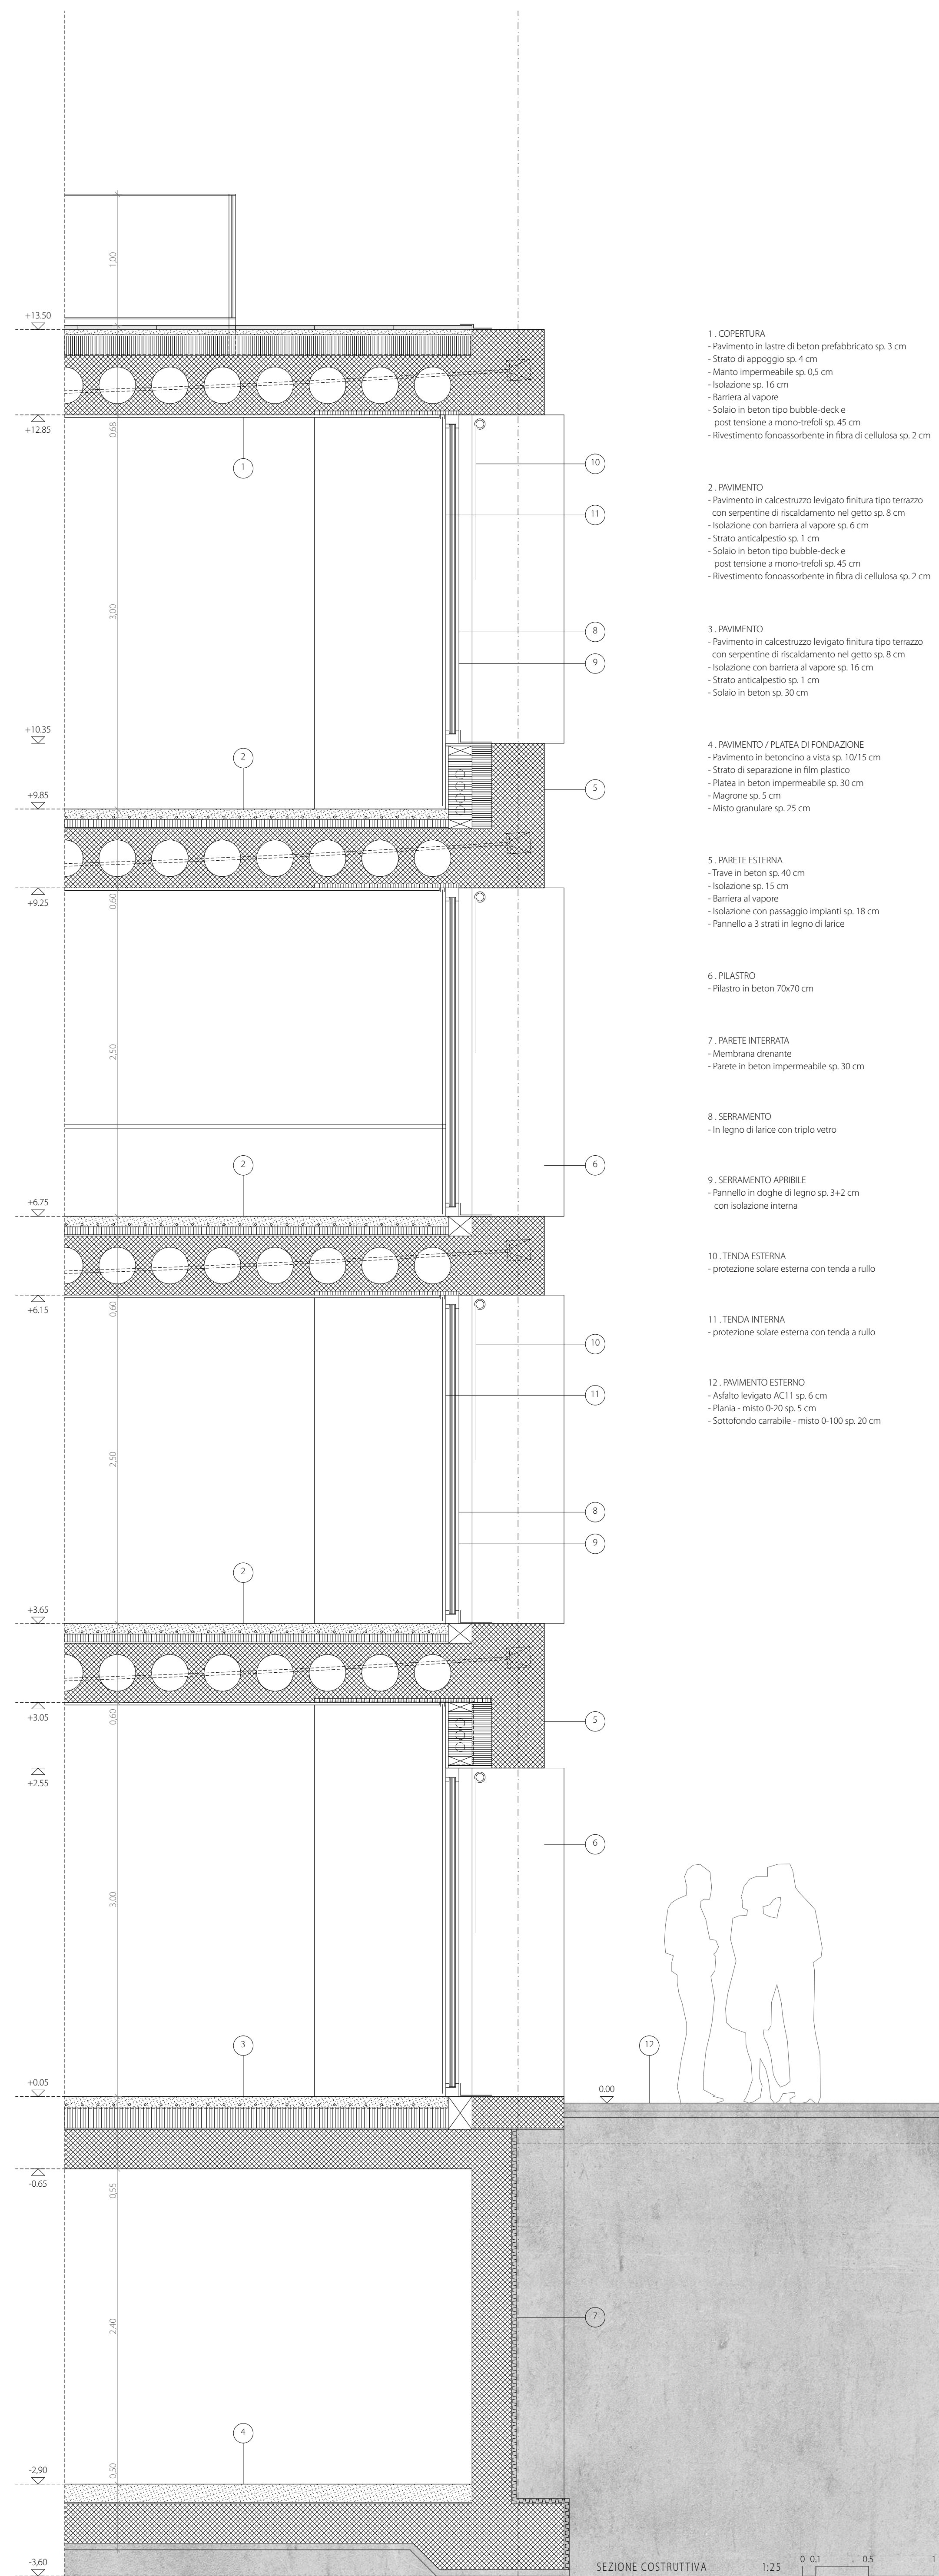 1,00
+13.50
+12.85
0,68
1
10
11
3,00
8
9
+10.35
2
5
+9.85
+9.25
0,60
2,50
2
6
+6.75
+6.15
0,60
10
11
2,50
8
9
2
+3.65
+3.05
0,60
5
+2.55
6
3,00
3
12
+0.05
0.00
-0.65
0,55
7
2,40
4
-2,90
0,50
-3,60
1 . COPERTURA
- Pavimento in lastre di beton prefabbricato sp. 3 cm
- Strato di appoggio sp. 4 cm
- Manto impermeabile sp. 0,5 cm
- Isolazione sp. 16 cm
- Barriera al vapore
- Solaio in beton tipo bubble-deck e
post tensione a mono-trefoli sp. 45 cm
- Rivestimento fonoassorbente in fibra di cellulosa sp. 2 cm
2 . PAVIMENTO
- Pavimento in calcestruzzo levigato finitura tipo terrazzo
con serpentine di riscaldamento nel getto sp. 8 cm
- Isolazione con barriera al vapore sp. 6 cm
- Strato anticalpestio sp. 1 cm
- Solaio in beton tipo bubble-deck e
post tensione a mono-trefoli sp. 45 cm
- Rivestimento fonoassorbente in fibra di cellulosa sp. 2 cm
3 . PAVIMENTO
- Pavimento in calcestruzzo levigato finitura tipo terrazzo
con serpentine di riscaldamento nel getto sp. 8 cm
- Isolazione con barriera al vapore sp. 16 cm
- Strato anticalpestio sp. 1 cm
- Solaio in beton sp. 30 cm
4 . PAVIMENTO / PLATEA DI FONDAZIONE
- Pavimento in betoncino a vista sp. 10/15 cm
- Strato di separazione in film plastico
- Platea in beton impermeabile sp. 30 cm
- Magrone sp. 5 cm
- Misto granulare sp. 25 cm
5 . PARETE ESTERNA
- Trave in beton sp. 40 cm
- Isolazione sp. 15 cm
- Barriera al vapore
- Isolazione con passaggio impianti sp. 18 cm
- Pannello a 3 strati in legno di larice
6 . PILASTRO
- Pilastro in beton 70x70 cm
7 . PARETE INTERRATA
- Membrana drenante
- Parete in beton impermeabile sp. 30 cm
8 . SERRAMENTO
- In legno di larice con triplo vetro
9 . SERRAMENTO APRIBILE
- Pannello in doghe di legno sp. 3+2 cm
con isolazione interna
10 . TENDA ESTERNA
- protezione solare esterna con tenda a rullo
11 . TENDA INTERNA
- protezione solare esterna con tenda a rullo
12 . PAVIMENTO ESTERNO
- Asfalto levigato AC11 sp. 6 cm
- Plania - misto 0-20 sp. 5 cm
- Sottofondo carrabile - misto 0-100 sp. 20 cm
SEZIONE COSTRUTTIVA 1:25 0 0.1 0.5 1